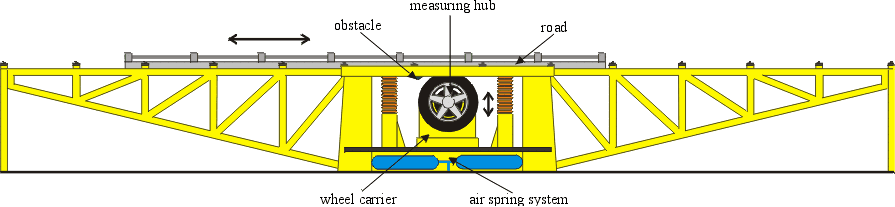 measuring hub
obstacle
road
wheel carrier
air spring system